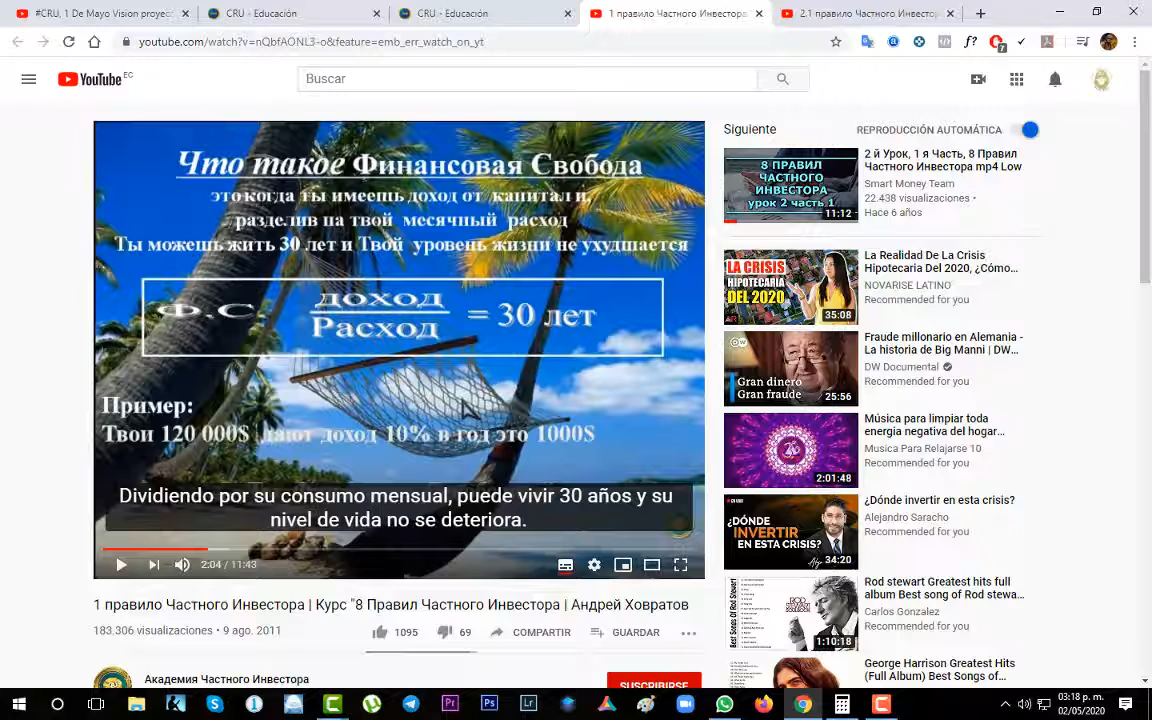 #CRU, 1 De Mayo Vision proyec
CRU - Educación
CRU - Educación
1 правило Частного Инвестора
2.1 правило Частного Инвестор
youtube.com/watch?v=nQbfAONL3-o&feature=emb_err_watch_on_yt
YouTube EC
Buscar
Что такое Финансовая Свобода
это когда ты имеешь доход от капитал и,
разделив на твой месячный расход
Ты можешь жить 30 лет и Твой уровень жизни не ухудшается
Ф.С доход
Расход = 30 лет
Пример:
Твои 120 000$ дают доход 10% в год это 1000$
Dividiendo por su consumo mensual, puede vivir 30 años y su
nivel de vida no se deteriora.
2:04 / 11:43
1 правило Частного Инвестора | Курс "8 Правил Частного Инвестора | Андрей Ховратов
183.306 visualizaciones • 9 ago. 2011
1095
69
COMPARTIR
GUARDAR
Академия Частного Инвестора
SUSCRIBIRSE
Siguiente
REPRODUCCIÓN AUTOMÁTICA
8 ПРАВИЛ
ЧАСТНОГО
ИНВЕСТОРА
урок 2 часть 1
11:12
2 й Урок, 1 я Часть, 8 Правил
Частного Инвестора mp4 Low
Smart Money Team
22.438 visualizaciones •
Hace 6 años
LA CRISIS
HIPOTECARIA
DEL 2020
35:08
La Realidad De La Crisis
Hipotecaria Del 2020, ¿Cómo...
NOVARISE LATINO
Recommended for you
Gran dinero
Gran fraude
25:56
Fraude millonario en Alemania -
La historia de Big Manni | DW...
DW Documental
Recommended for you
2:01:48
Música para limpiar toda
energía negativa del hogar...
Musica Para Relajarse 10
Recommended for you
¿DÓNDE
INVERTIR
EN ESTA CRISIS?
34:20
¿Dónde invertir en esta crisis?
Alejandro Saracho
Recommended for you
1:10:18
Rod stewart Greatest hits full
album Best song of Rod stewa...
Carlos Gonzalez
Recommended for you
George Harrison Greatest Hits
(Full Album) Best Songs of...
03:18 p. m.
02/05/2020